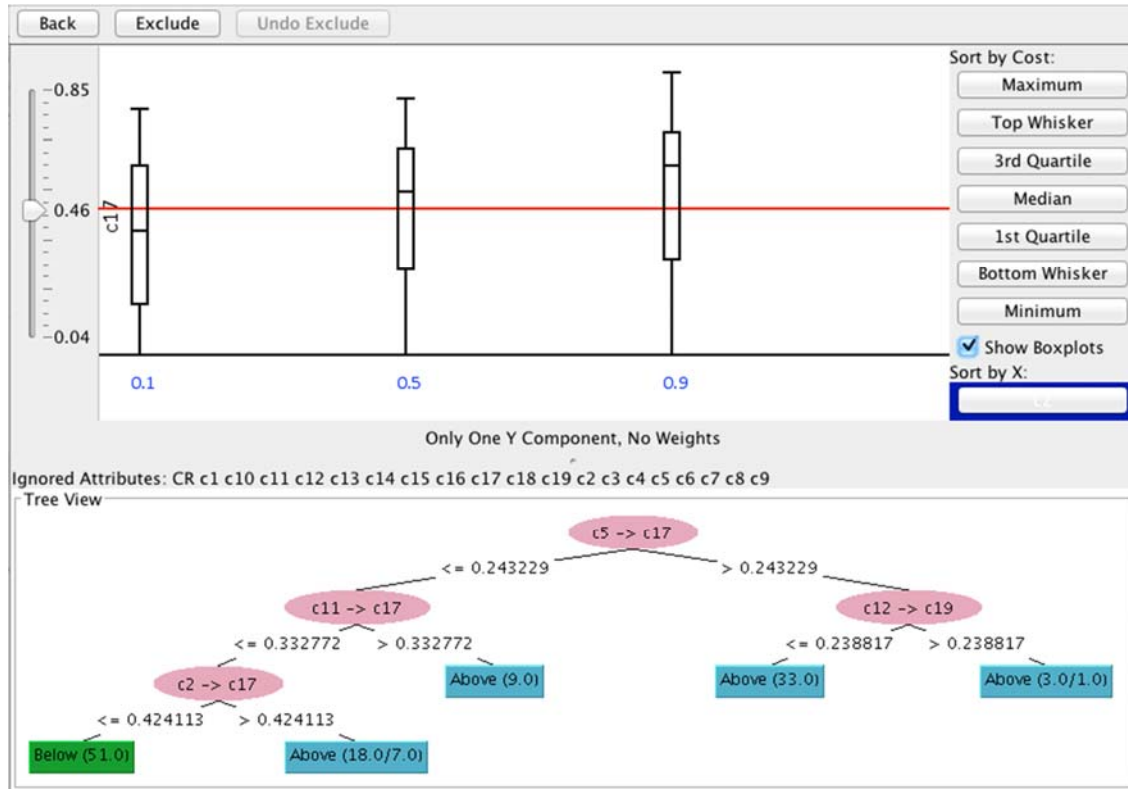 Back Exclude Undo Exclude
Sort by Cost:
0.85
Maximum
Top Whisker
3rd Quartile
0.46
c17
Median
1st Quartile
Bottom Whisker
Minimum
0.04
Show Boxplots
0.1 0.5 0.9
Sort by X:
Only One Y Component, No Weights
Ignored Attributes: CR c1 c10 c11 c12 c13 c14 c15 c16 c17 c18 c19 c2 c3 c4 c5 c6 c7 c8 c9
Tree View
c5 -> c17
<= 0.243229 > 0.243229
c11 -> c17 c12 -> c19
<= 0.332772 > 0.332772 <= 0.238817 > 0.238817
c2 -> c17 Above (9.0) Above (33.0) Above (3.0/1.0)
<= 0.424113 > 0.424113
Below (51.0) Above (18.0/7.0)